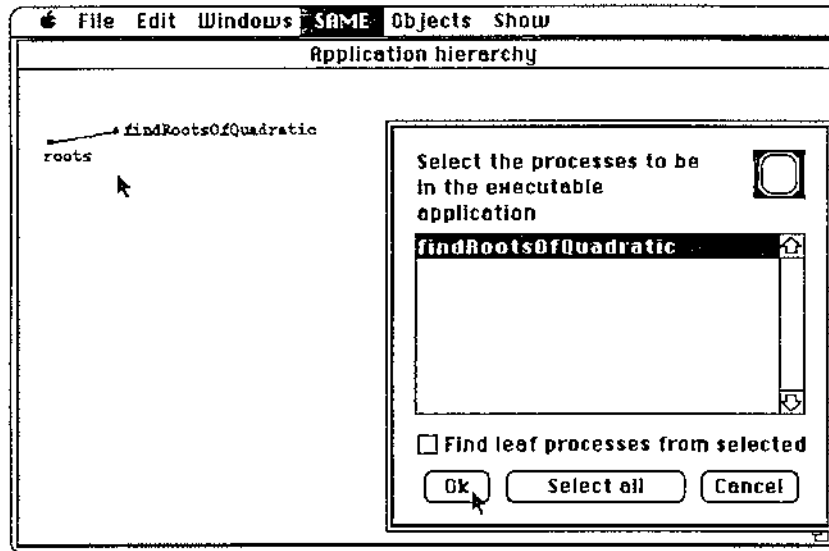 File Edit Windows SAME Objects Show
Application hierarchy
findRootsOfQuadratic
roots
Select the processes to be
in the executable
application
findRootsOfQuadratic
Find leaf processes from selected
Ok Select all Cancel